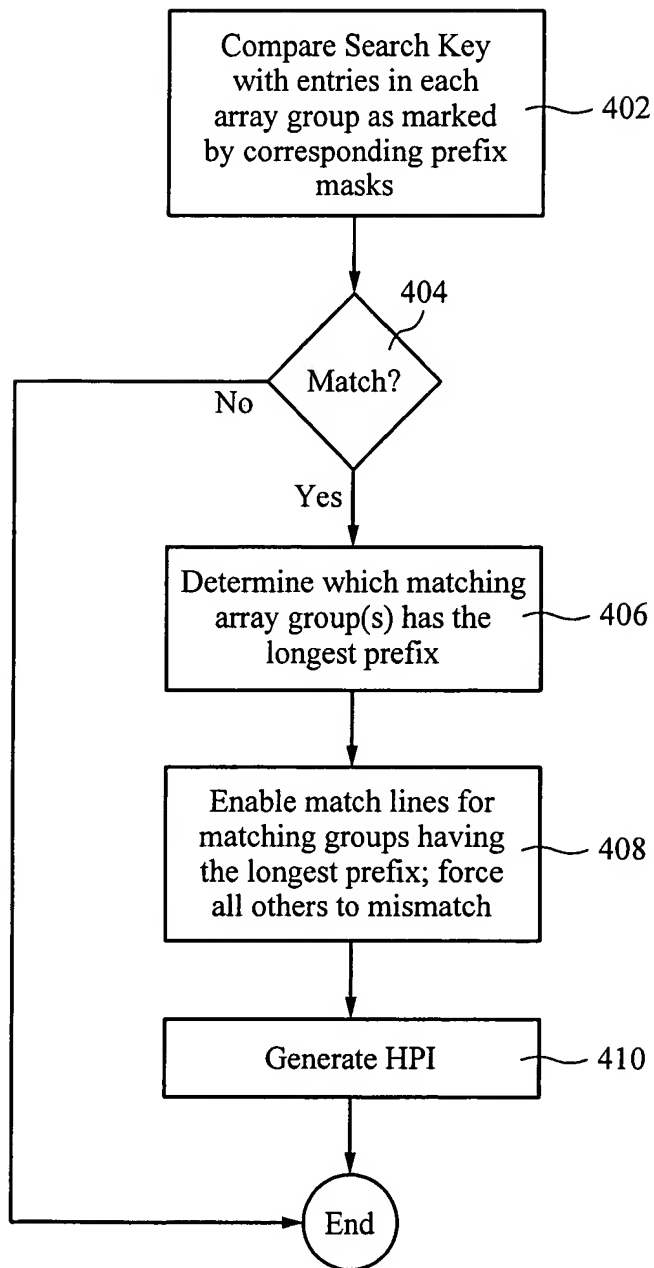 Compare Search Key
with entries in each
array group as marked
by corresponding prefix
masks
402
404
Match?
No
Yes
Determine which matching
array group(s) has the
longest prefix
406
Enable match lines for
matching groups having
the longest prefix; force
all others to mismatch
408
Generate HPI
410
End